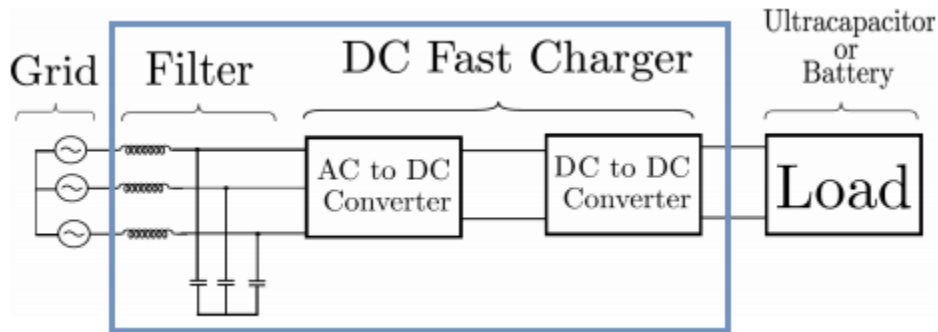 Grid
Filter
DC Fast Charger
Ultracapacitor
or
Battery
AC to DC
Converter
DC to DC
Converter
Load